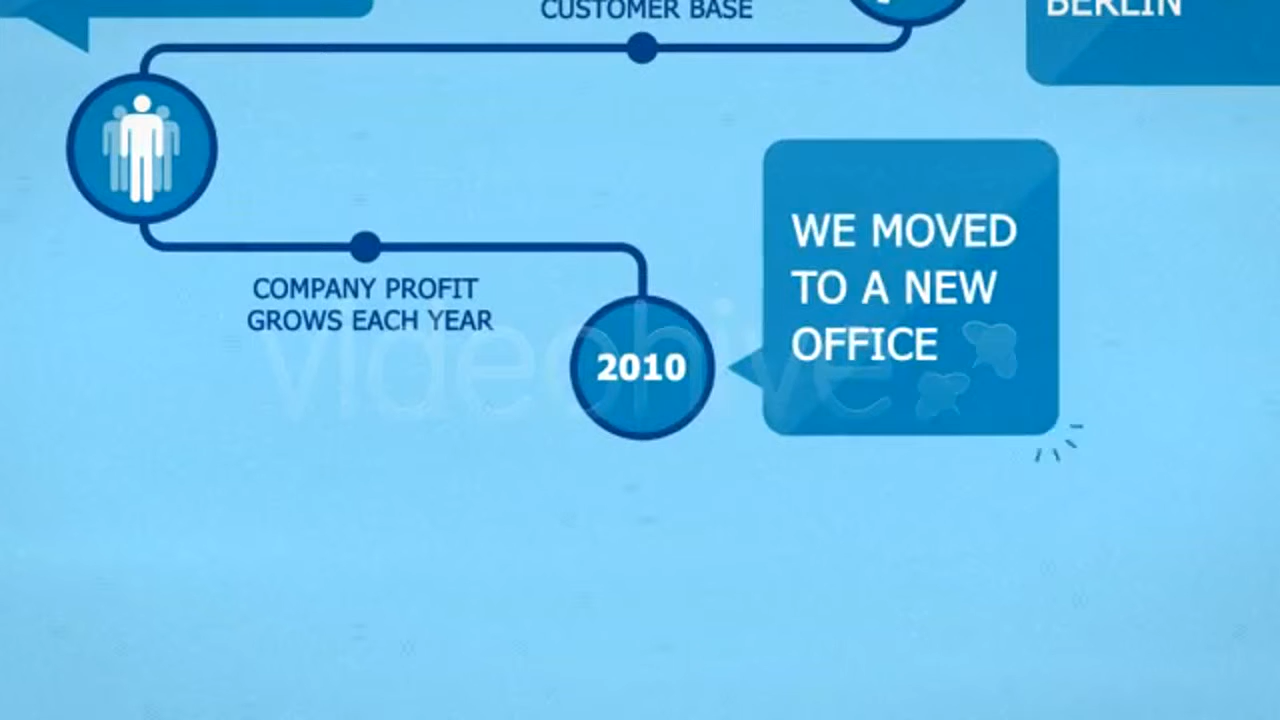 CUSTOMER BASE
BERLIN
WE MOVED
TO A NEW
OFFICE
COMPANY PROFIT
GROWS EACH YEAR
2010
videohive